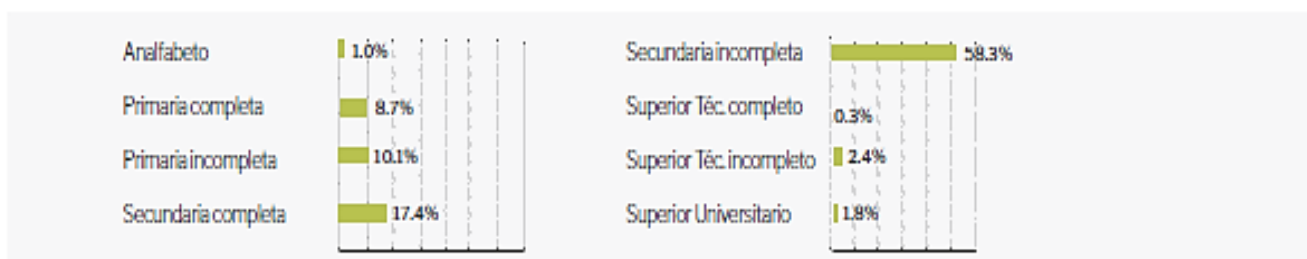 Analfabeto 1.0%
Primaria completa 8.7%
Primaria incompleta 10.1%
Secundaria completa 17.4%
Secundaria incompleta 58.3%
Superior Téc. completo 0.3%
Superior Téc. incompleto 2.4%
Superior Universitario 1.8%